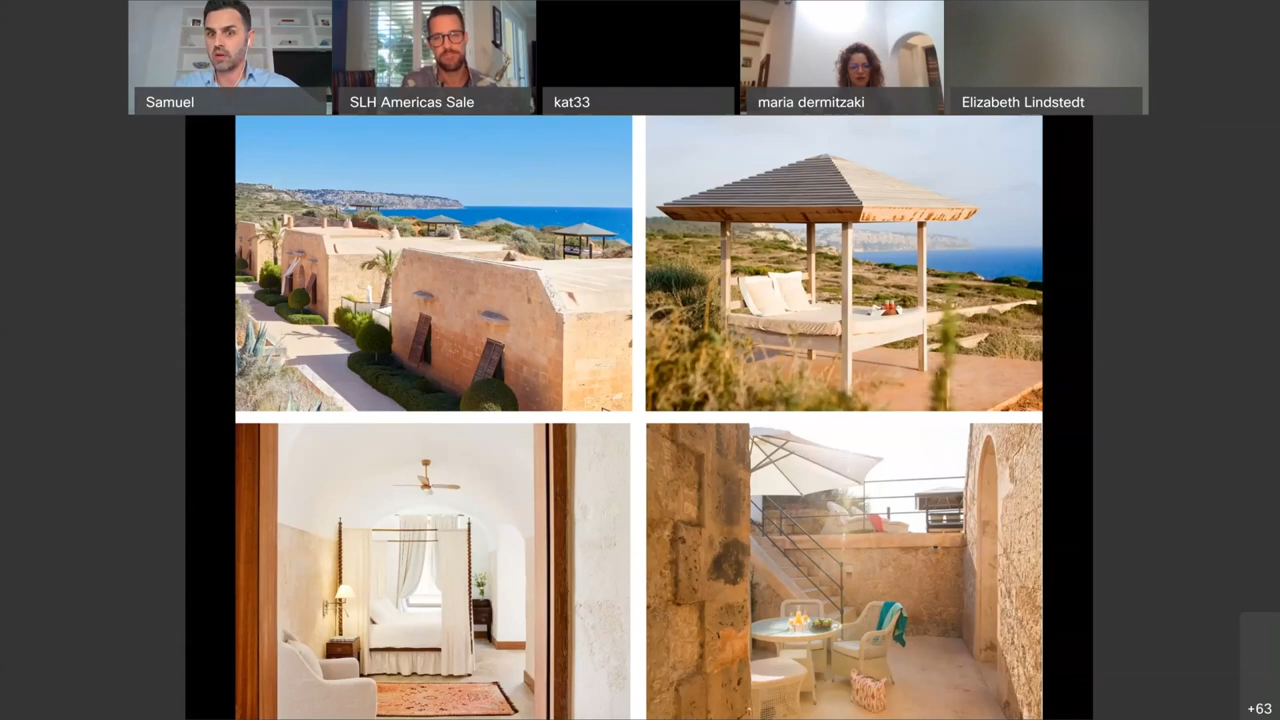 Samuel
SLH Americas Sale
kat33
maria dermitzaki
Elizabeth Lindstedt
+63